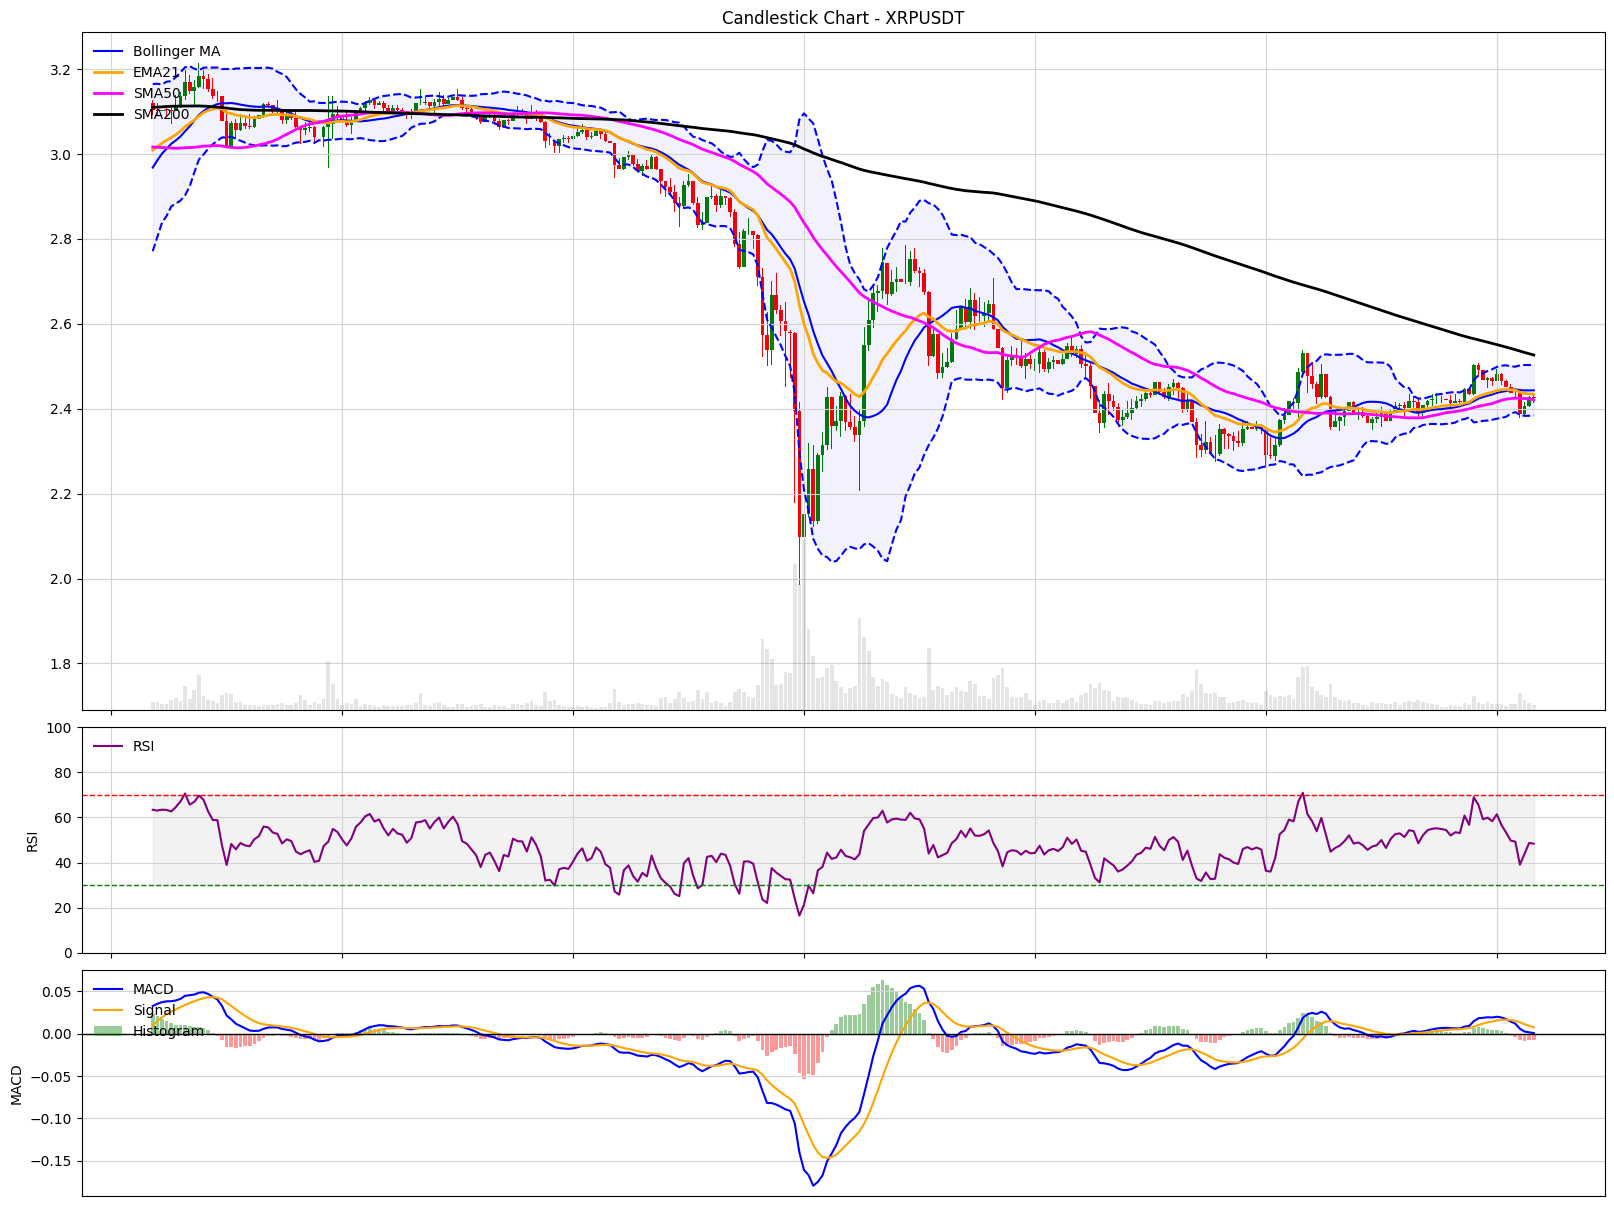 Candlestick Chart - XRPUSDT
Bollinger MA
EMA21
SMA50
SMA200
3.2
3.0
2.8
2.6
2.4
2.2
2.0
1.8
RSI
100
80
60
40
20
0
RSI
MACD
Signal
Histogram
0.05
0.00
−0.05
−0.10
−0.15
MACD